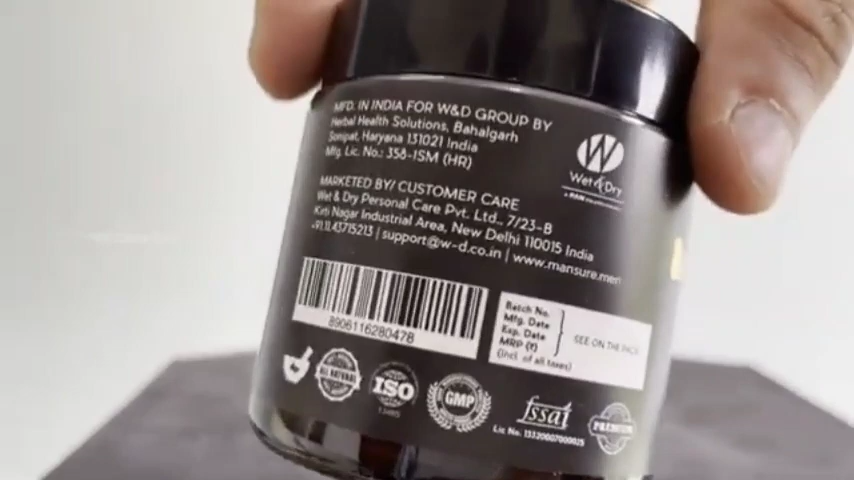 MFD. IN INDIA FOR W&D GROUP BY
Herbal Health Solutions, Bahalgarh
Sonipat, Haryana 131021 India
Mfg. Lic. No.: 358-ISM (HR)
W
Wet & Dry
MARKETED BY/ CUSTOMER CARE
Wet & Dry Personal Care Pvt. Ltd., 7/23-B
Kirti Nagar Industrial Area, New Delhi 110015 India
+91.11.43715213 | support@w-d.co.in | www.mansure.men
8906116280478
Batch No.
Mfg. Date
Exp. Date
MRP (₹)
(Incl. of all taxes)
SEE ON THE PACK
ALL NATURAL
ISO
GMP
fssai
Lic No.
PREMIUM